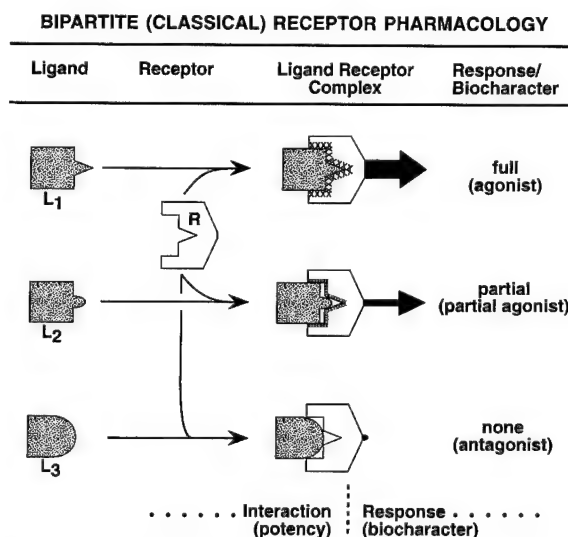 BIPARTITE (CLASSICAL) RECEPTOR PHARMACOLOGY
Ligand Receptor Ligand Receptor Complex Response/ Biocharacter
L1
full
(agonist)
R
L2
partial
(partial agonist)
L3
none
(antagonist)
Interaction
(potency)
Response
(biocharacter)